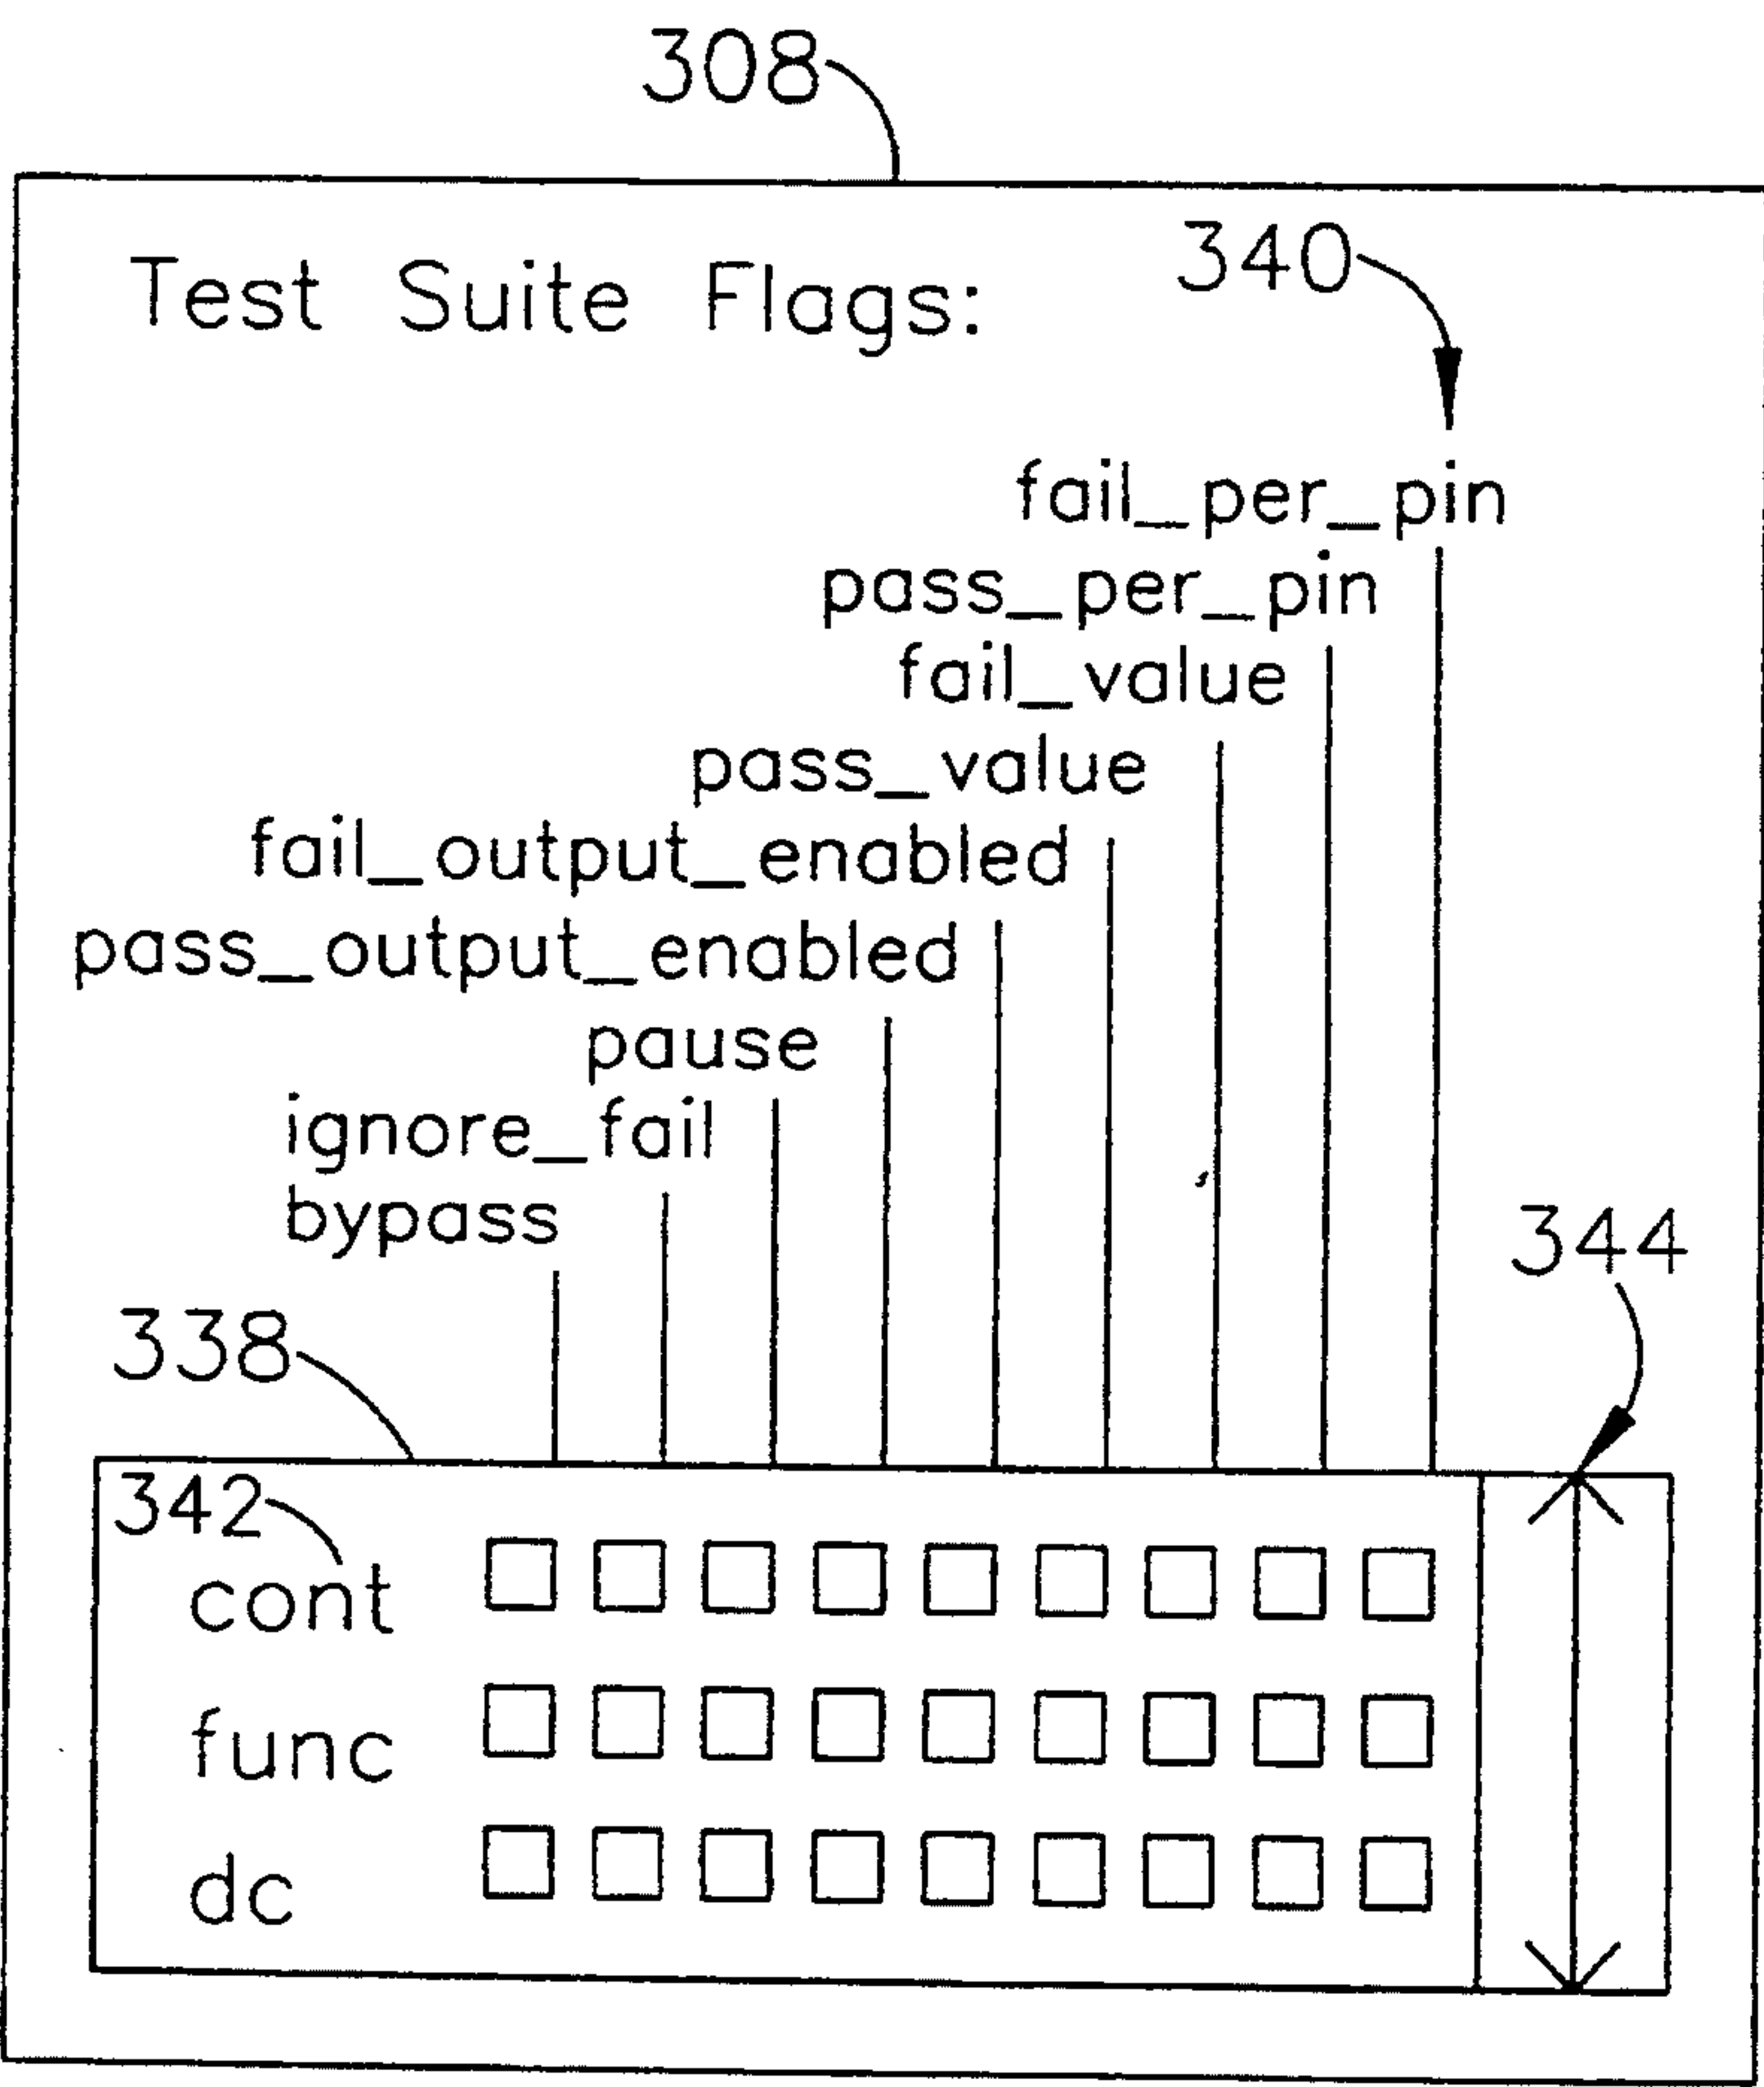 308
Test Suite Flags:
340
fail_per_pin
pass_per_pin
fail_value
pass_value
fail_output_enabled
pass_output_enabled
pause
ignore_fail
bypass
344
338
342
cont
func
dc